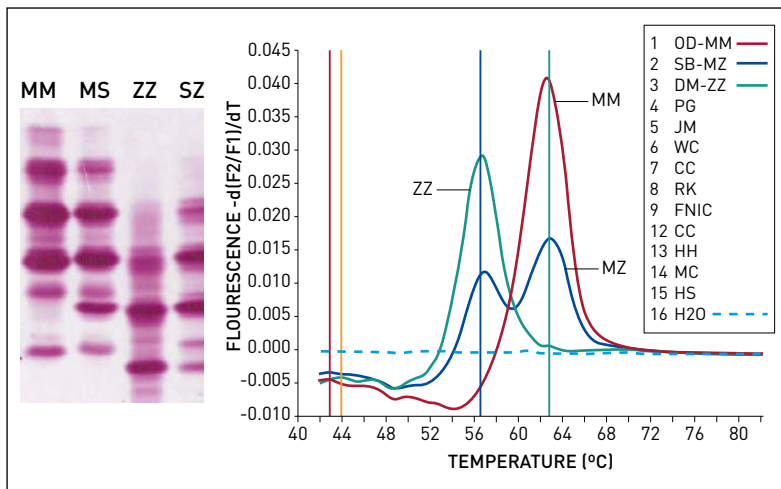 MM MS ZZ SZ
FLOURESCENCE -d(F2/F1)/dT
0.045
0.040
0.035
0.030
0.025
0.020
0.015
0.010
0.005
0.000
-0.005
-0.010
40 44 48 52 56 60 64 68 72 76 80
TEMPERATURE (ºC)
MM
ZZ
MZ
1 OD-MM
2 SB-MZ
3 DM-ZZ
4 PG
5 JM
6 WC
7 CC
8 RK
9 FNIC
12 CC
13 HH
14 MC
15 HS
16 H2O